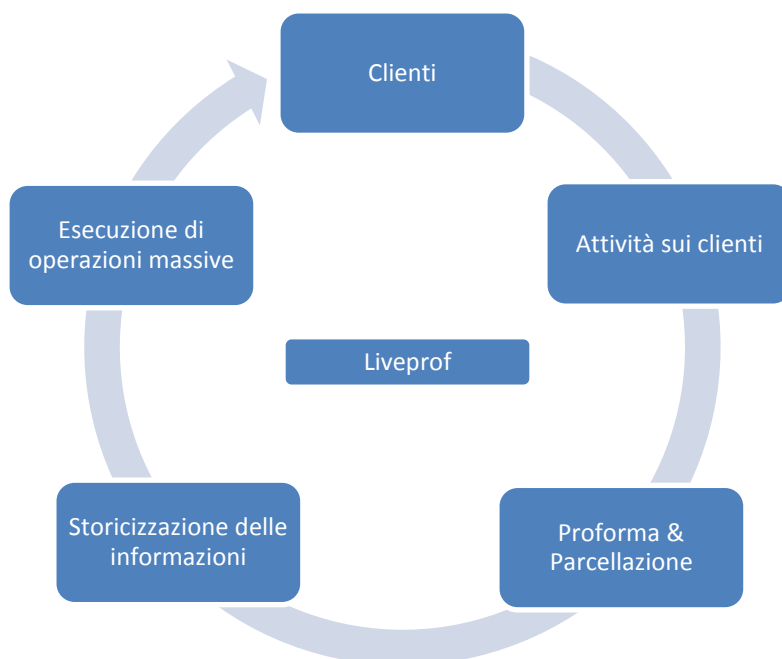 Clienti
Attività sui clienti
Proforma &
Parcellazione
Storicizzazione delle
informazioni
Esecuzione di
operazioni massive
Liveprof